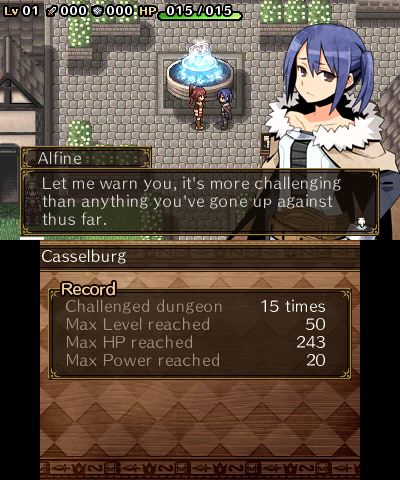 Lv 01 000 000 HP 015/015
Alfine
Let me warn you, it's more challenging
than anything you've gone up against
thus far.
Casselburg
Record
Challenged dungeon 15 times
Max Level reached 50
Max HP reached 243
Max Power reached 20